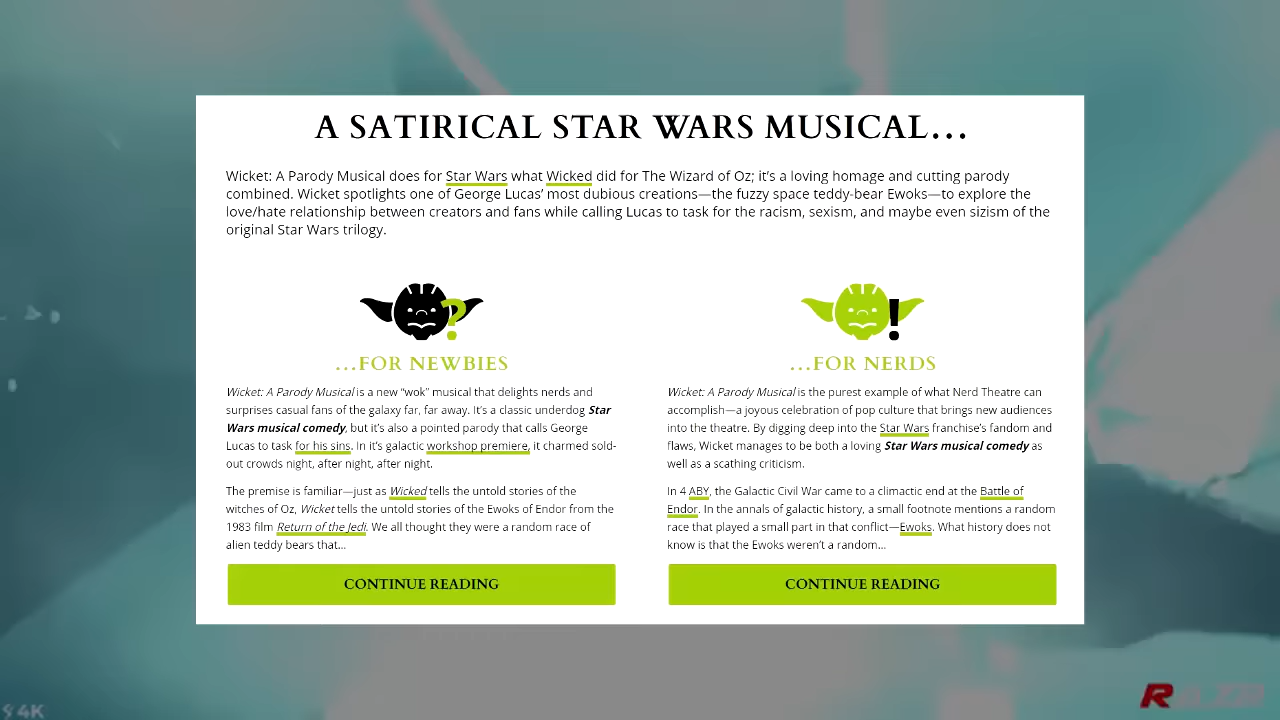 A SATIRICAL STAR WARS MUSICAL...
Wicket: A Parody Musical does for Star Wars what Wicked did for The Wizard of Oz; it's a loving homage and cutting parody
combined. Wicket spotlights one of George Lucas' most dubious creations—the fuzzy space teddy-bear Ewoks—to explore the
love/hate relationship between creators and fans while calling Lucas to task for the racism, sexism, and maybe even sizism of the
original Star Wars trilogy.
?
...FOR NEWBIES
Wicket: A Parody Musical is a new “wok” musical that delights nerds and
surprises casual fans of the galaxy far, far away. It's a classic underdog Star
Wars musical comedy, but it's also a pointed parody that calls George
Lucas to task for his sins. In it's galactic workshop premiere, it charmed sold-
out crowds night, after night, after night.
The premise is familiar—just as Wicked tells the untold stories of the
witches of Oz, Wicket tells the untold stories of the Ewoks of Endor from the
1983 film Return of the Jedi. We all thought they were a random race of
alien teddy bears that...
CONTINUE READING
!
...FOR NERDS
Wicket: A Parody Musical is the purest example of what Nerd Theatre can
accomplish—a joyous celebration of pop culture that brings new audiences
into the theatre. By digging deep into the Star Wars franchise's fandom and
flaws, Wicket manages to be both a loving Star Wars musical comedy as
well as a scathing criticism.
In 4 ABY, the Galactic Civil War came to a climactic end at the Battle of
Endor. In the annals of galactic history, a small footnote mentions a random
race that played a small part in that conflict—Ewoks. What history does not
know is that the Ewoks weren't a random...
CONTINUE READING
4K